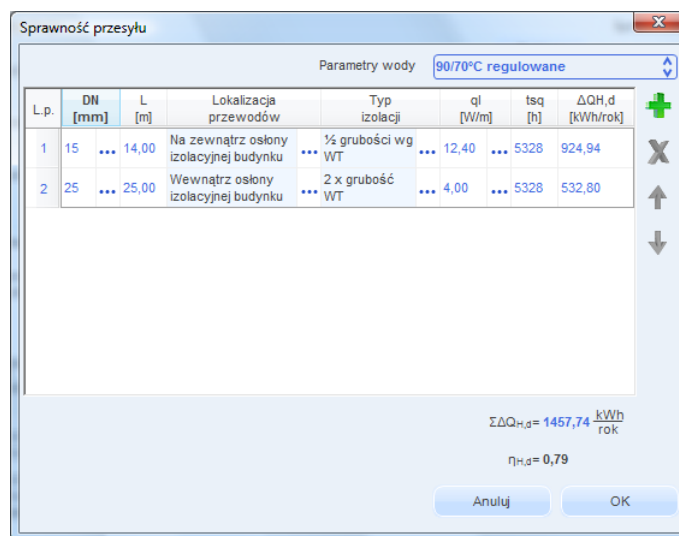 Sprawność przesyłu
Parametry wody 90/70°C regulowane
L.p. DN [mm] L [m] Lokalizacja przewodów Typ izolacji ql [W/m] tsq [h] ΔQH,d [kWh/rok]
1 15 ... 14,00 Na zewnątrz osłony izolacyjnej budynku ... ½ grubości wg WT ... 12,40 ... 5328 924,94
2 25 ... 25,00 Wewnątrz osłony izolacyjnej budynku ... 2 x grubość WT ... 4,00 ... 5328 532,80
ΣΔQH,d= 1457,74 kWh/rok
ηH,d= 0,79
Anuluj OK